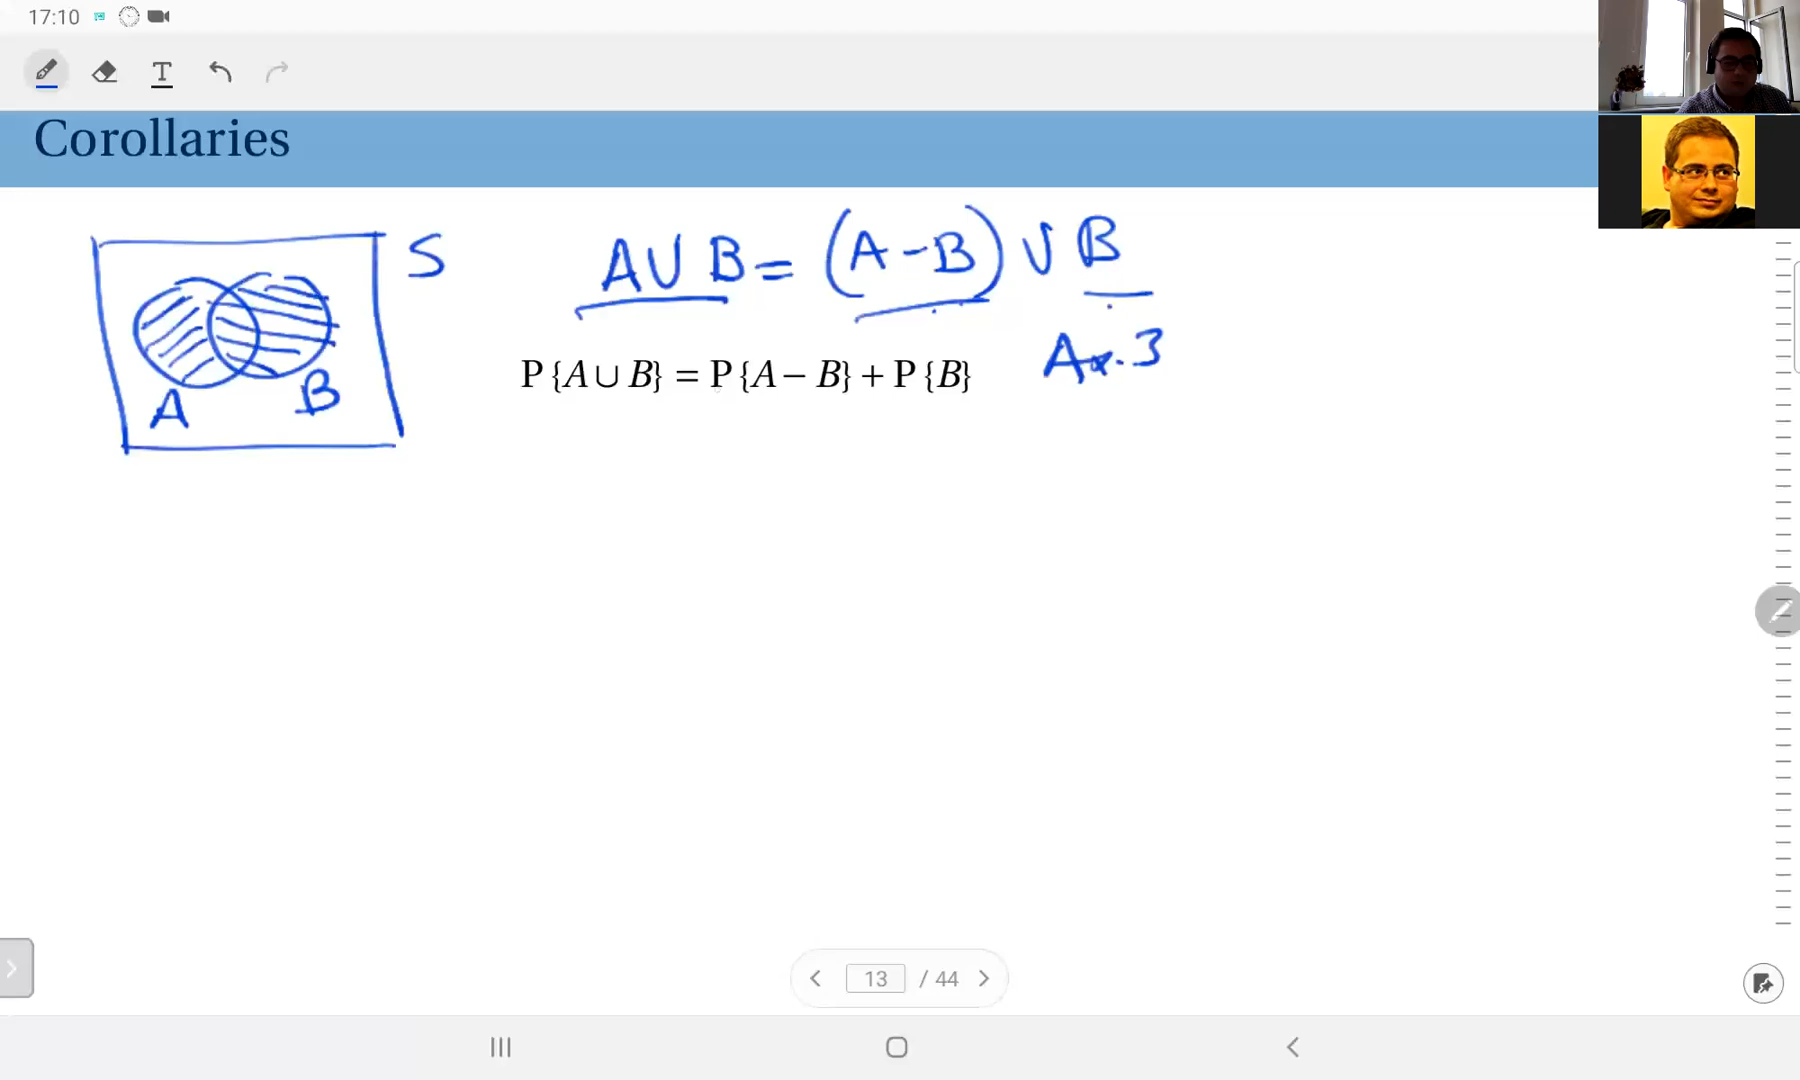 17:10
T
Corollaries
S
A∪B=(A-B)∪B
Ax.3
P{A∪B}=P{A−B}+P{B}
A
B
13 / 44